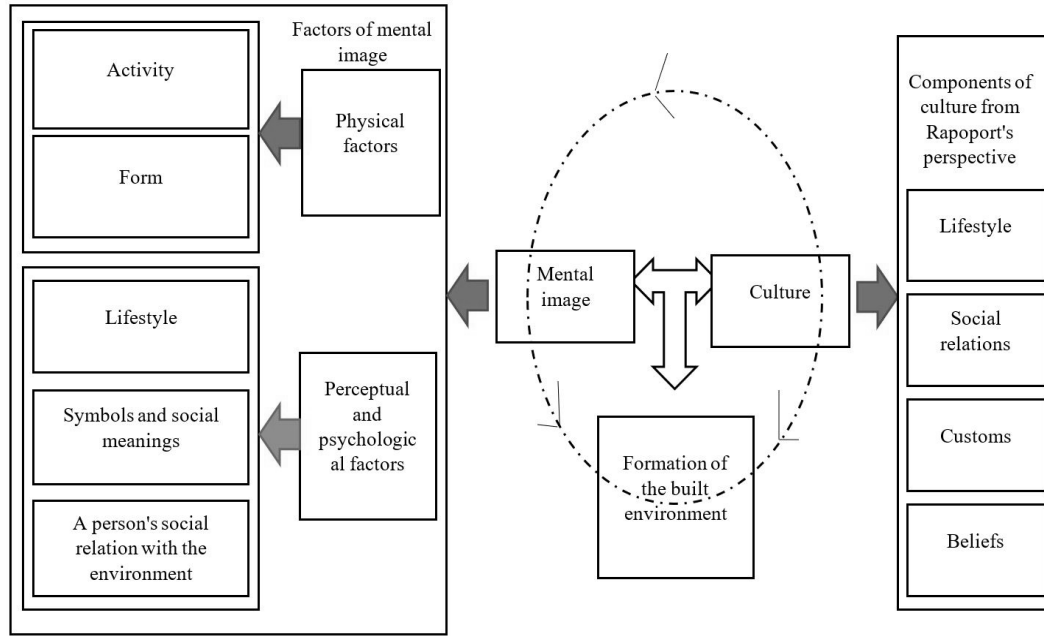 Factors of mental
image
Physical
factors
Activity
Form
Perceptual
and
psychologic
al factors
Lifestyle
Symbols and social
meanings
A person's social
relation with the
environment
Mental
image
Culture
Formation of
the built
environment
Components of
culture from
Rapoport's
perspective
Lifestyle
Social
relations
Customs
Beliefs